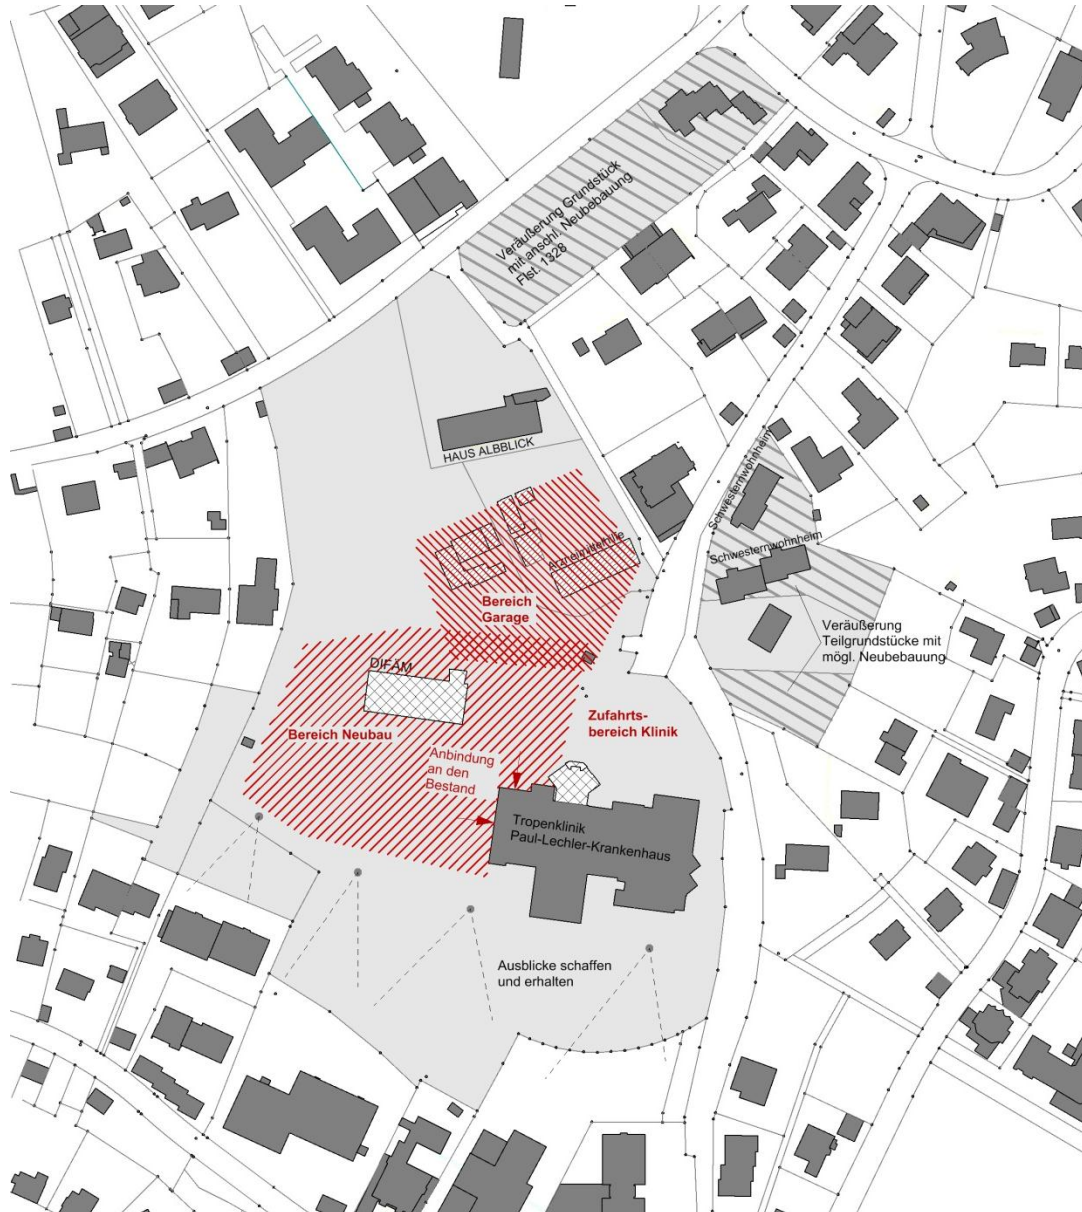 Veräußerung Grundstück
mit anschl. Neubebauung
Flst. 1328
HAUS ALBBLICK
Schwesternwohnheim
Schwesternwohnheim
Arzneimittelhilfe
Bereich
Garage
Veräußerung
Teilgrundstücke mit
mögl. Neubebauung
DIFÄM
Zufahrts-
bereich Klinik
Bereich Neubau
Anbindung
an den
Bestand
Tropenklinik
Paul-Lechler-Krankenhaus
Ausblicke schaffen
und erhalten